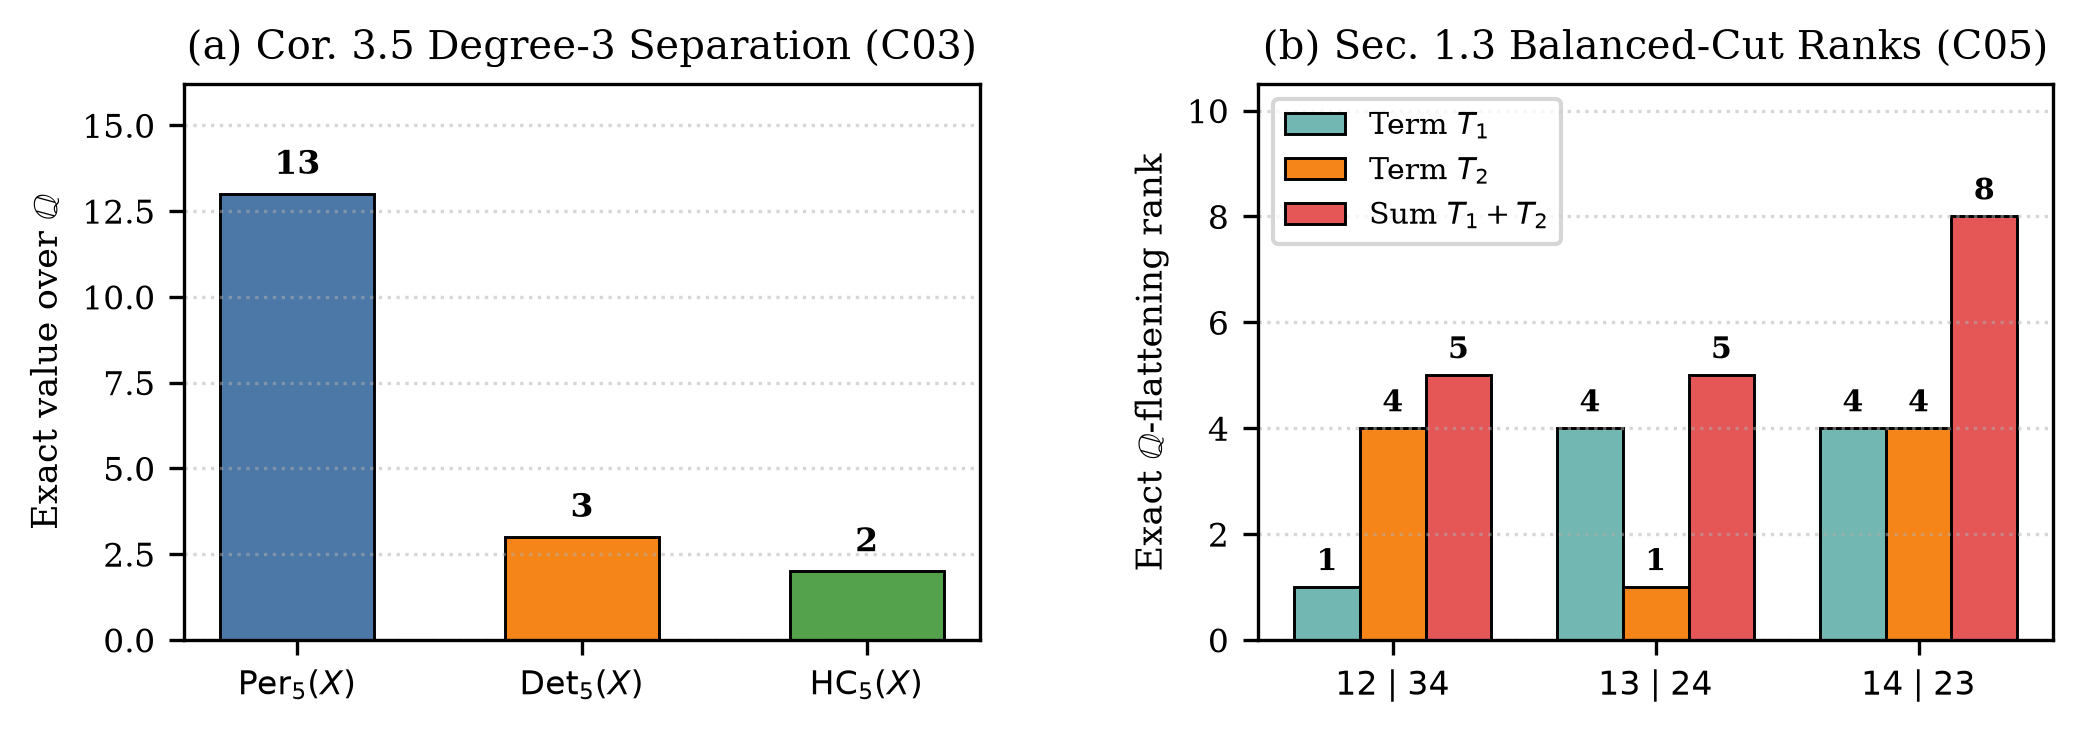 (a) Cor. 3.5 Degree-3 Separation (C03)
Exact value over ℚ
15.0
12.5
10.0
7.5
5.0
2.5
0.0
13
3
2
Per₅(X)
Det₅(X)
HC₅(X)
(b) Sec. 1.3 Balanced-Cut Ranks (C05)
Exact ℚ-flattening rank
10
8
6
4
2
0
Term T₁
Term T₂
Sum T₁ + T₂
1
4
5
4
1
5
4
4
8
12 | 34
13 | 24
14 | 23